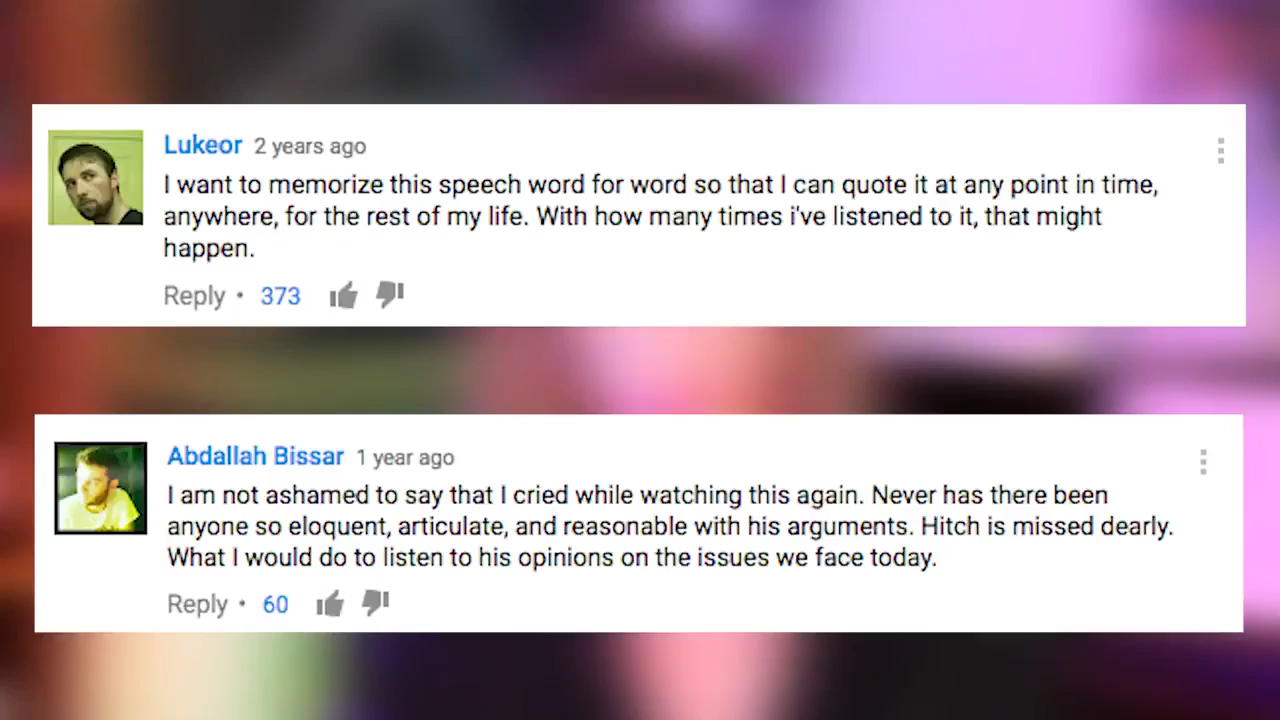 Lukeor 2 years ago
I want to memorize this speech word for word so that I can quote it at any point in time,
anywhere, for the rest of my life. With how many times i've listened to it, that might
happen.
Reply • 373
Abdallah Bissar 1 year ago
I am not ashamed to say that I cried while watching this again. Never has there been
anyone so eloquent, articulate, and reasonable with his arguments. Hitch is missed dearly.
What I would do to listen to his opinions on the issues we face today.
Reply • 60